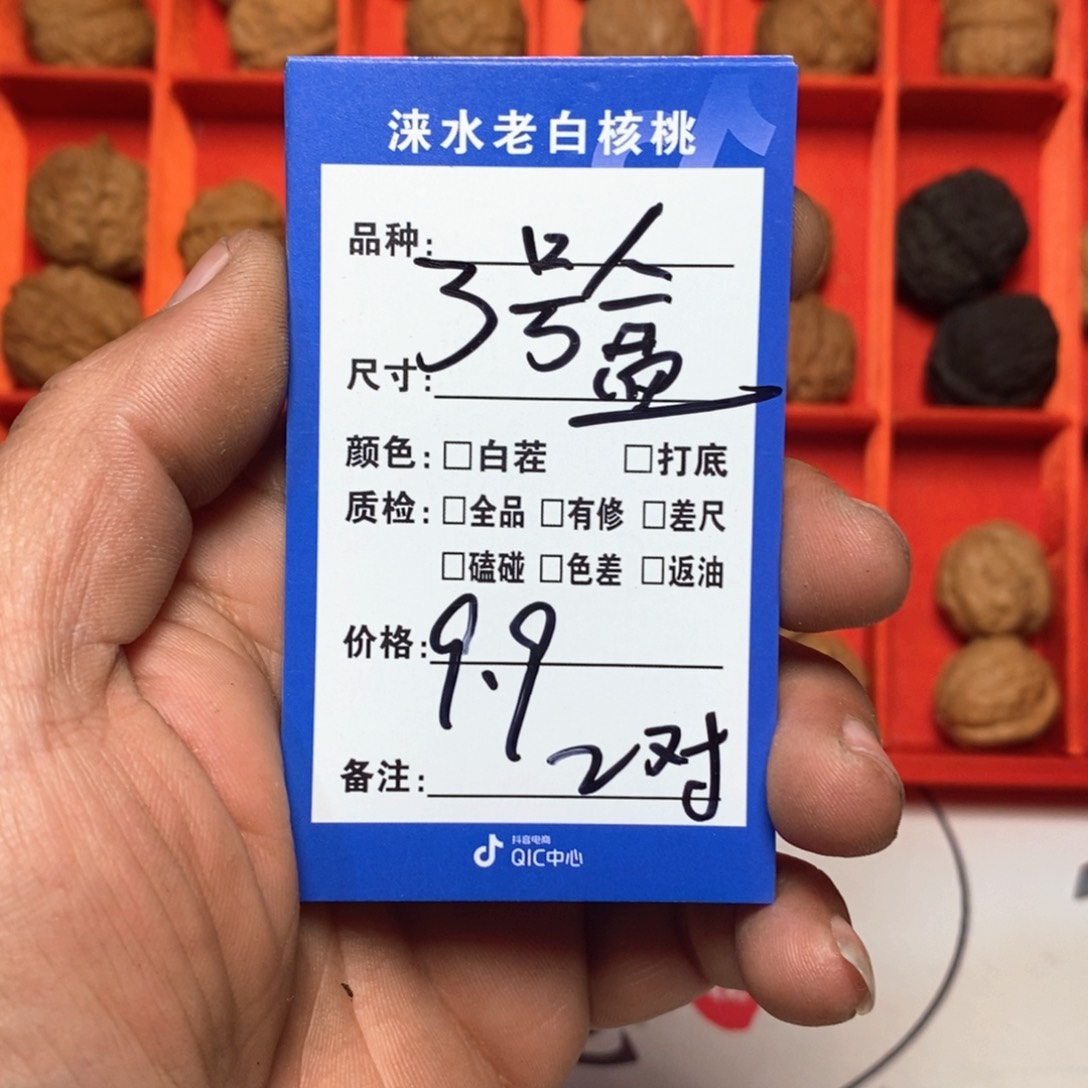 涞水老白核桃
品种:
3号盒
尺寸:
颜色: □白茬 □打底
质检: □全品 □有修 □差尺
□磕碰 □色差 □返油
价格: 9.9
2对
备注:
抖音电商
QIC中心